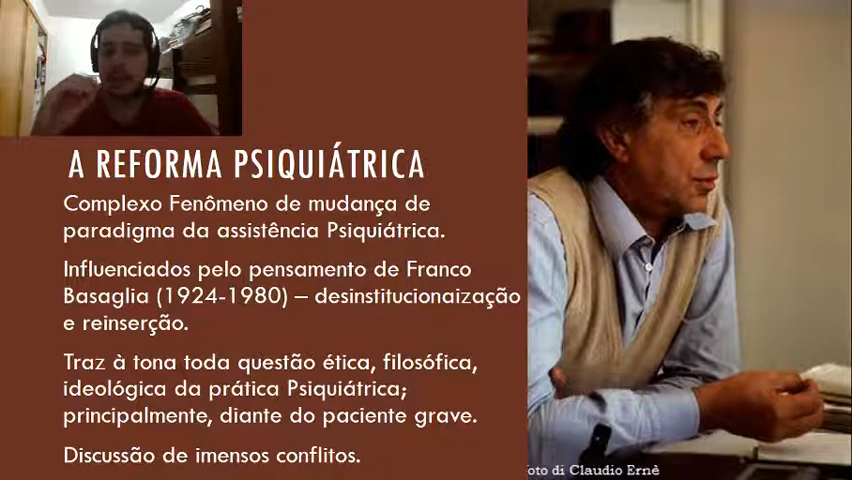 A REFORMA PSIQUIÁTRICA
Complexo Fenômeno de mudança de
paradigma da assistência Psiquiátrica.
Influenciados pelo pensamento de Franco
Basaglia (1924-1980) – desinstitucionaização
e reinserção.
Traz à tona toda questão ética, filosófica,
ideológica da prática Psiquiátrica;
principalmente, diante do paciente grave.
Discussão de imensos conflitos.
oto di Claudio Ernè